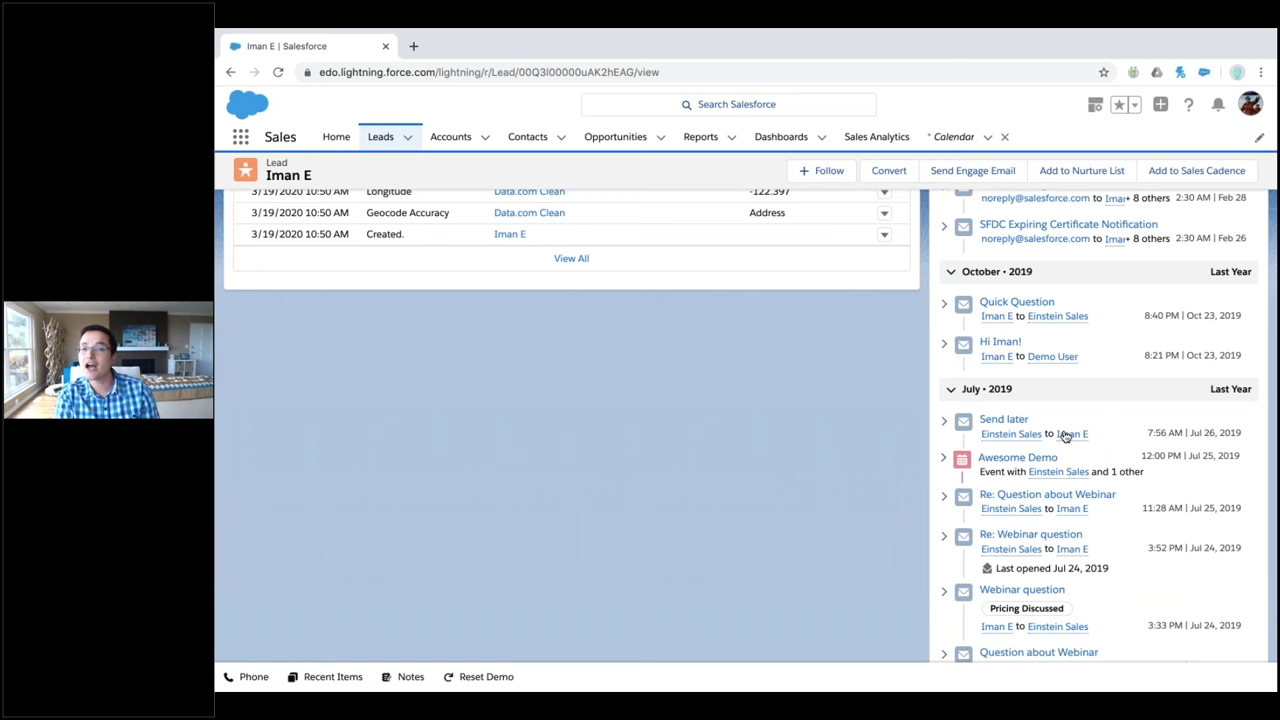 Iman E | Salesforce
edo.lightning.force.com/lightning/r/Lead/00Q3I00000uAK2hEAG/view
Search Salesforce
Sales Home Leads Accounts Contacts Opportunities Reports Dashboards Sales Analytics * Calendar
Lead
Iman E
Follow Convert Send Engage Email Add to Nurture List Add to Sales Cadence
3/19/2020 10:50 AM Longitude Data.com Clean -122.397
3/19/2020 10:50 AM Geocode Accuracy Data.com Clean Address
3/19/2020 10:50 AM Created. Iman E
View All
noreply@salesforce.com to Imar + 8 others 2:30 AM | Feb 28
SFDC Expiring Certificate Notification
noreply@salesforce.com to Imar + 8 others 2:30 AM | Feb 26
October • 2019 Last Year
Quick Question
Iman E to Einstein Sales 8:40 PM | Oct 23, 2019
Hi Iman!
Iman E to Demo User 8:21 PM | Oct 23, 2019
July • 2019 Last Year
Send later
Einstein Sales to Iman E 7:56 AM | Jul 26, 2019
Awesome Demo 12:00 PM | Jul 25, 2019
Event with Einstein Sales and 1 other
Re: Question about Webinar
Einstein Sales to Iman E 11:28 AM | Jul 25, 2019
Re: Webinar question
Einstein Sales to Iman E 3:52 PM | Jul 24, 2019
Last opened Jul 24, 2019
Webinar question
Pricing Discussed
Iman E to Einstein Sales 3:33 PM | Jul 24, 2019
Question about Webinar
Phone Recent Items Notes Reset Demo